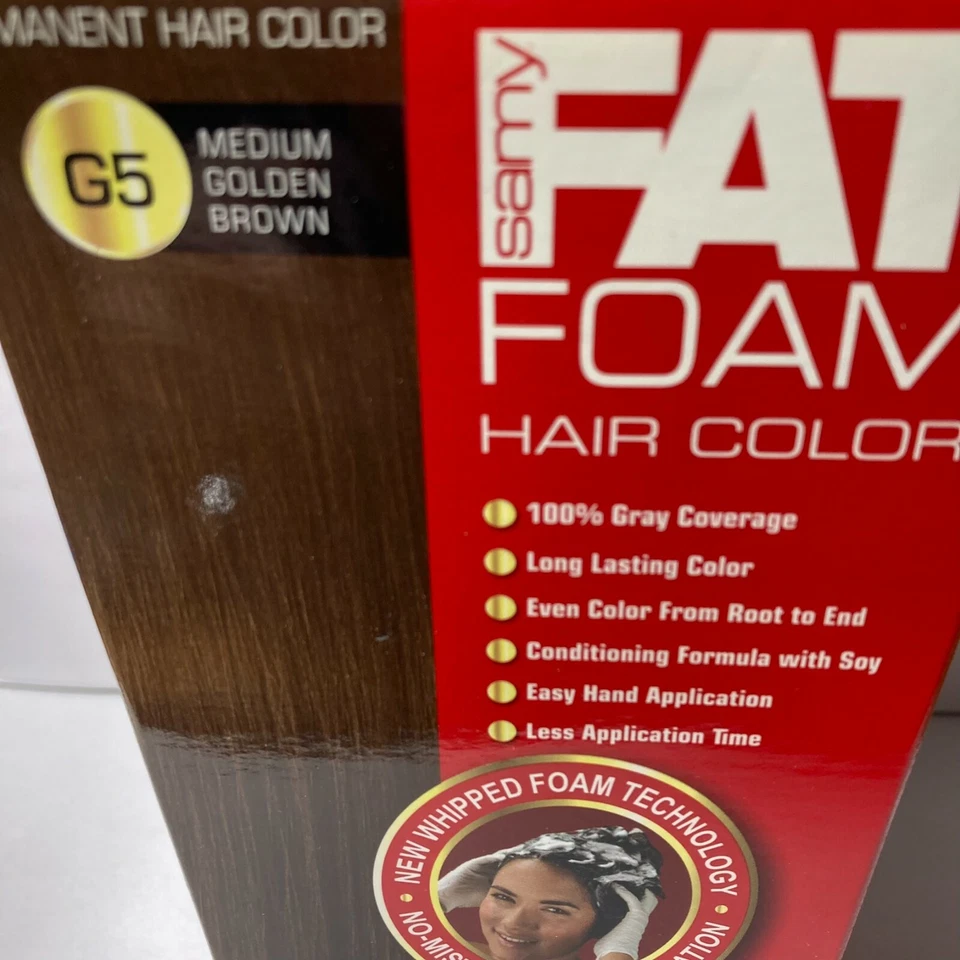 MANENT HAIR COLOR
G5
MEDIUM
GOLDEN
BROWN
sammy
FAT
FOAM
HAIR COLOR
100% Gray Coverage
Long Lasting Color
Even Color From Root to End
Conditioning Formula with Soy
Easy Hand Application
Less Application Time
NEW WHIPPED FOAM TECHNOLOGY